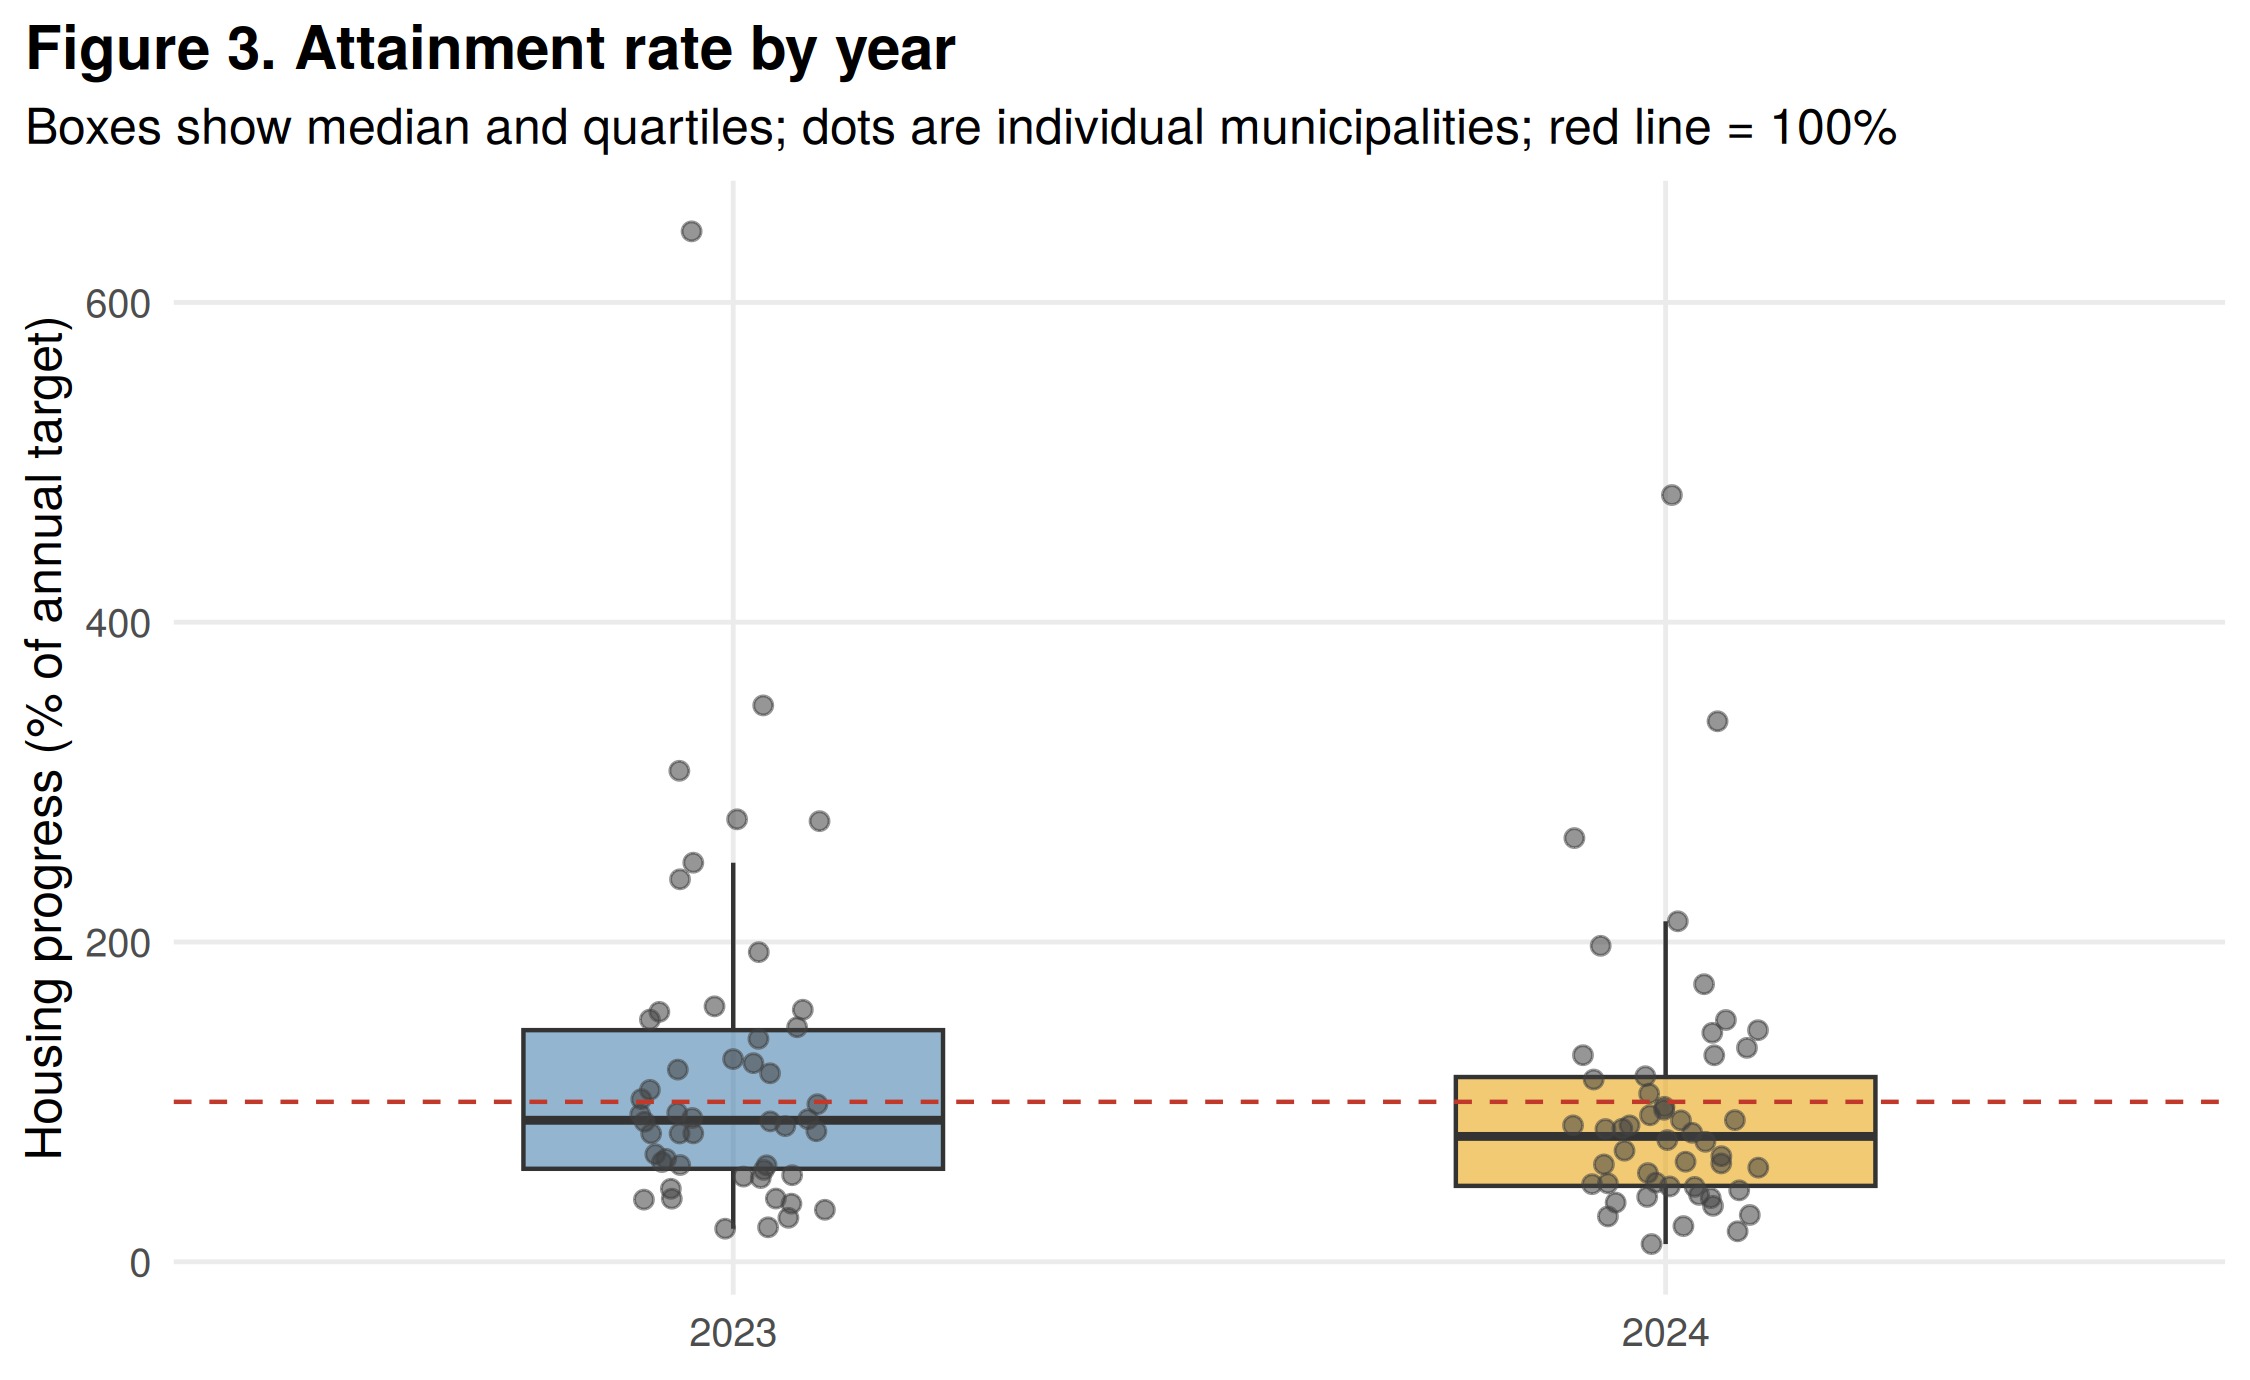 Figure 3. Attainment rate by year
Boxes show median and quartiles; dots are individual municipalities; red line = 100%
Housing progress (% of annual target)
600
400
200
0
2023
2024